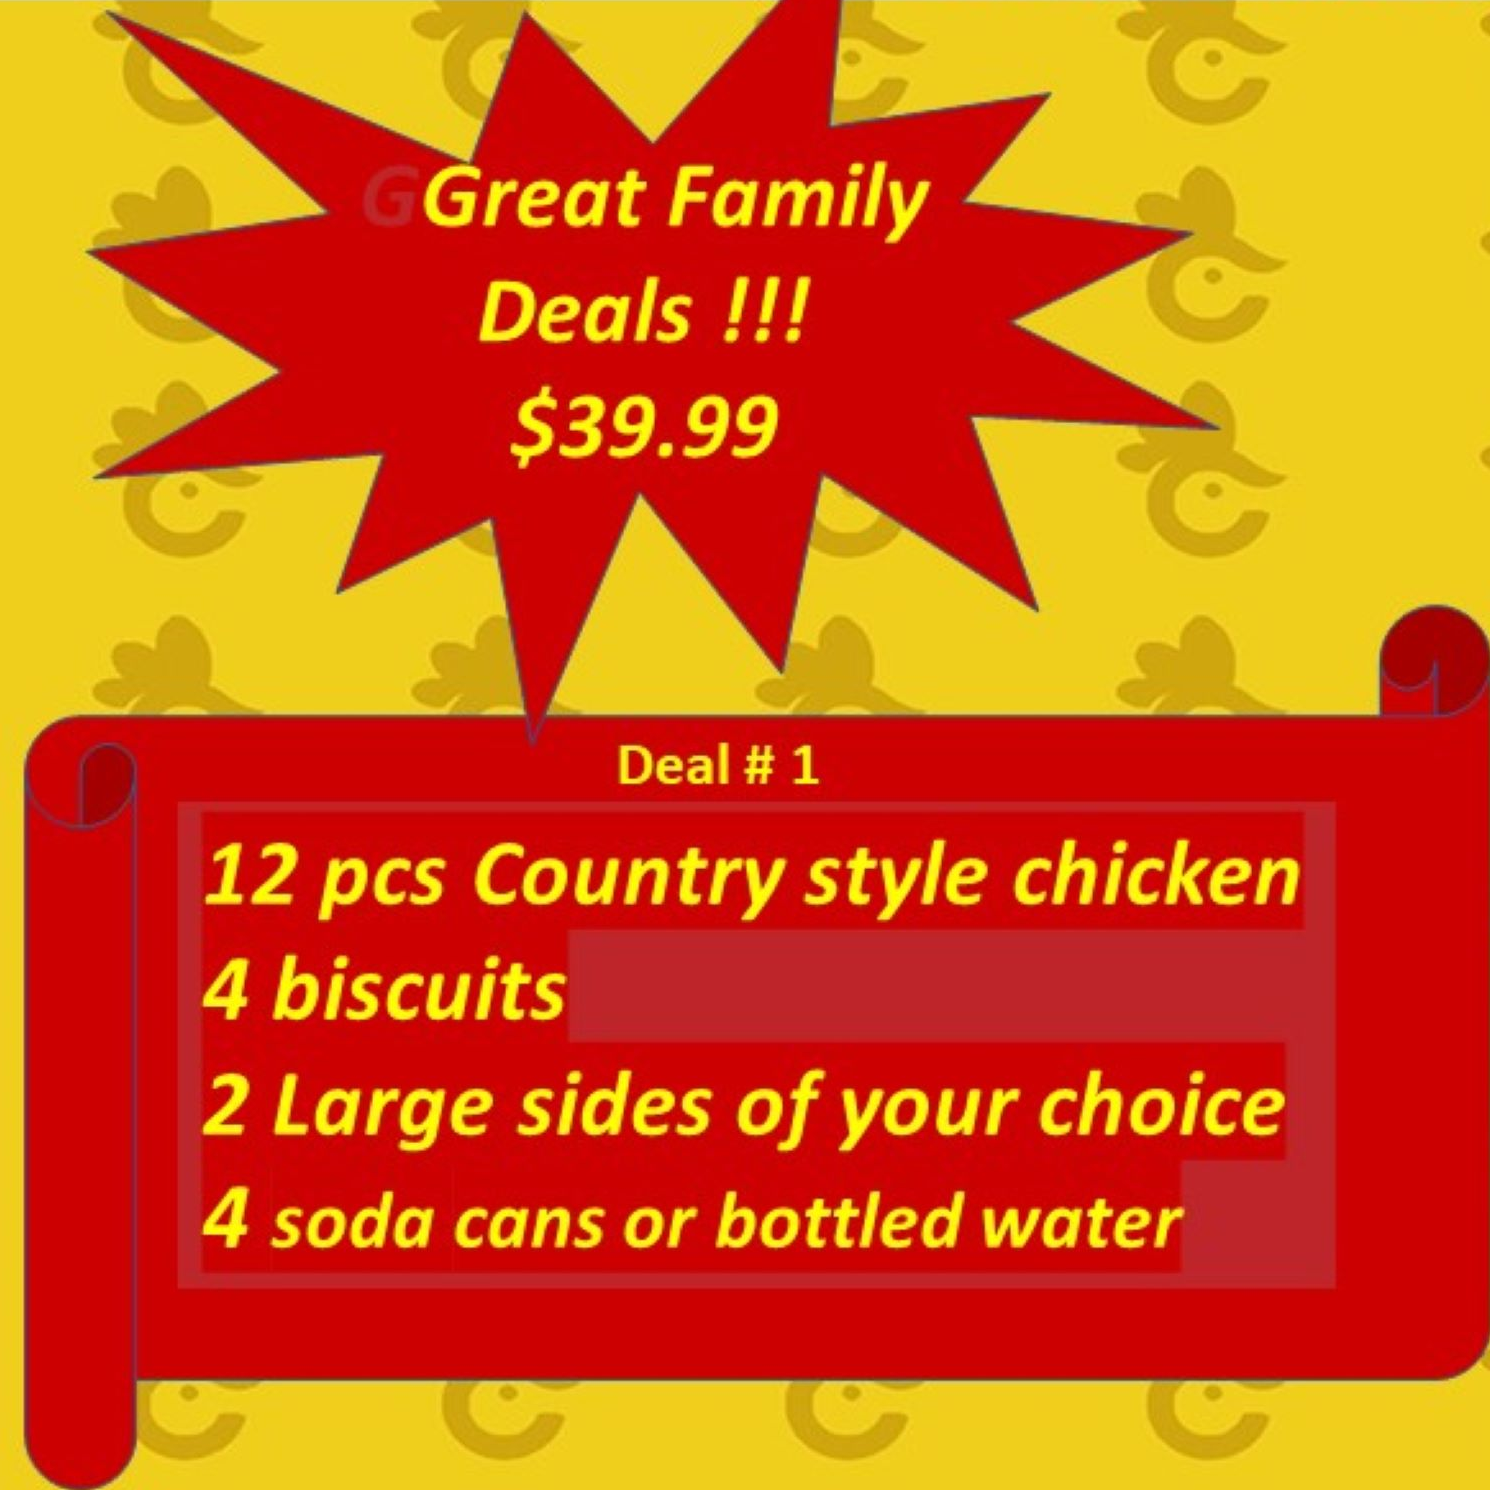 GGreat Family
Deals !!!
$39.99
Deal # 1
12 pcs Country style chicken
4 biscuits
2 Large sides of your choice
4 soda cans or bottled water